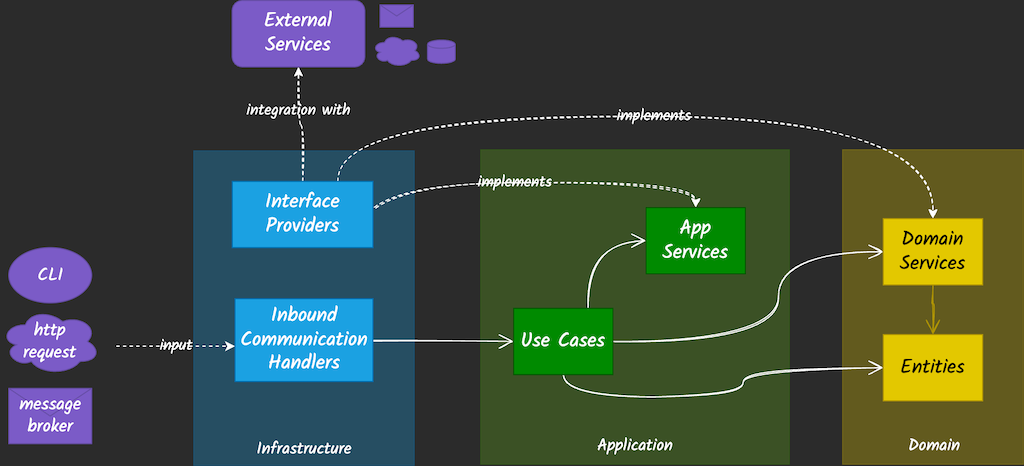 External
Services
integration with
implements
implements
Interface
Providers
App
Services
Domain
Services
CLI
http
request
input
Inbound
Communication
Handlers
Use Cases
Entities
message
broker
Infrastructure
Application
Domain